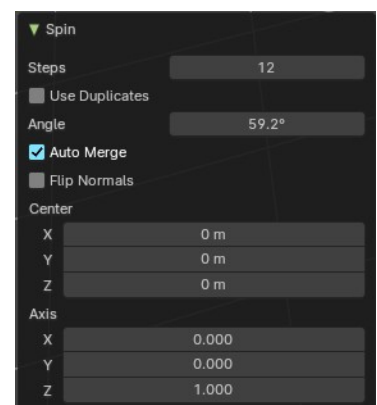 Spin
Steps 12
Use Duplicates
Angle 59.2°
Auto Merge
Flip Normals
Center
X 0 m
Y 0 m
Z 0 m
Axis
X 0.000
Y 0.000
Z 1.000